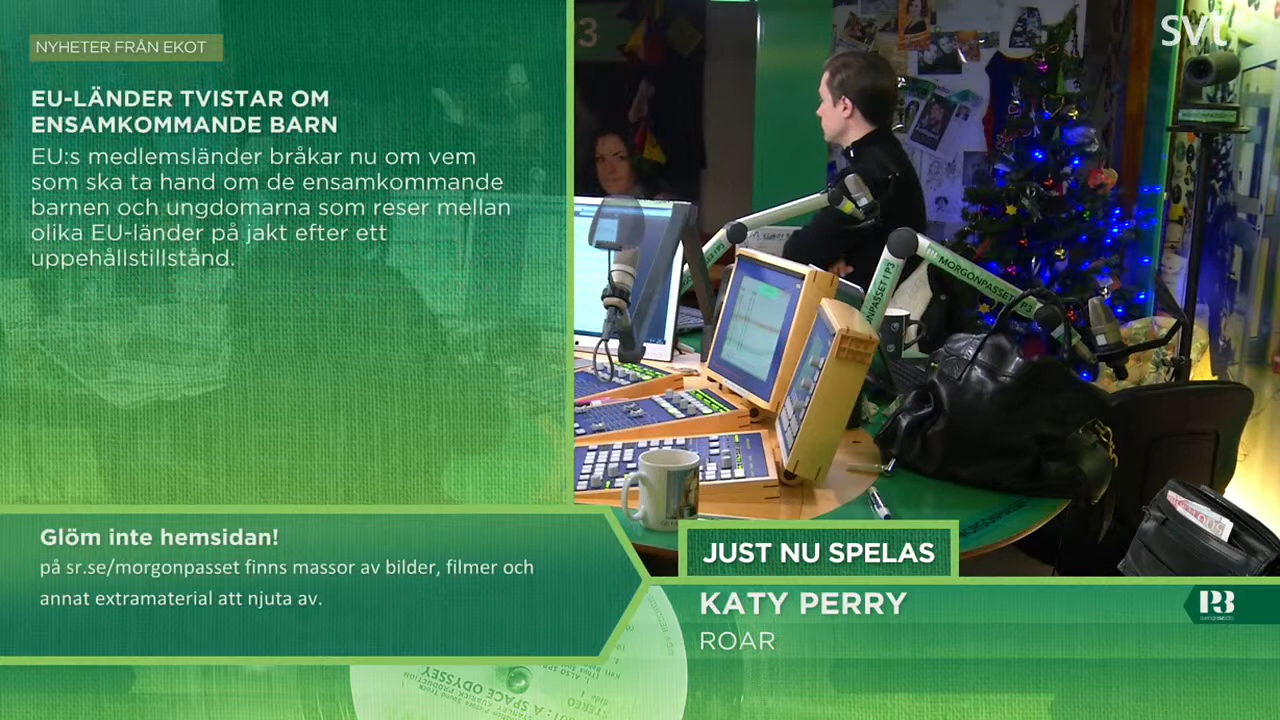 NYHETER FRÅN EKOT
EU-LÄNDER TVISTAR OM
ENSAMKOMMANDE BARN
EU:s medlemsländer bråkar nu om vem
som ska ta hand om de ensamkommande
barnen och ungdomarna som reser mellan
olika EU-länder på jakt efter ett
uppehållstillstånd.
3
svt
MORGONPASSET I P3
Glöm inte hemsidan!
på sr.se/morgonpasset finns massor av bilder, filmer och
annat extramaterial att njuta av.
JUST NU SPELAS
KATY PERRY
ROAR
P3
STEREO
A SPACE ODYSSEY